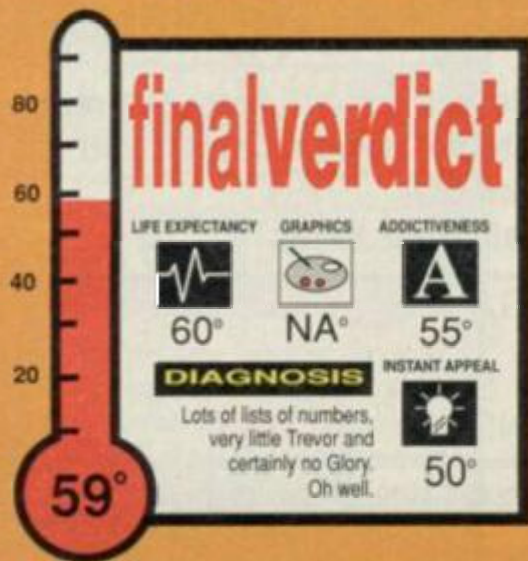 finalverdict
80
60
40
20
59°
LIFE EXPECTANCY GRAPHICS ADDICTIVENESS
A
60° NA° 55°
DIAGNOSIS
Lots of lists of numbers,
very little Trevor and
certainly no Glory.
Oh well.
INSTANT APPEAL
50°